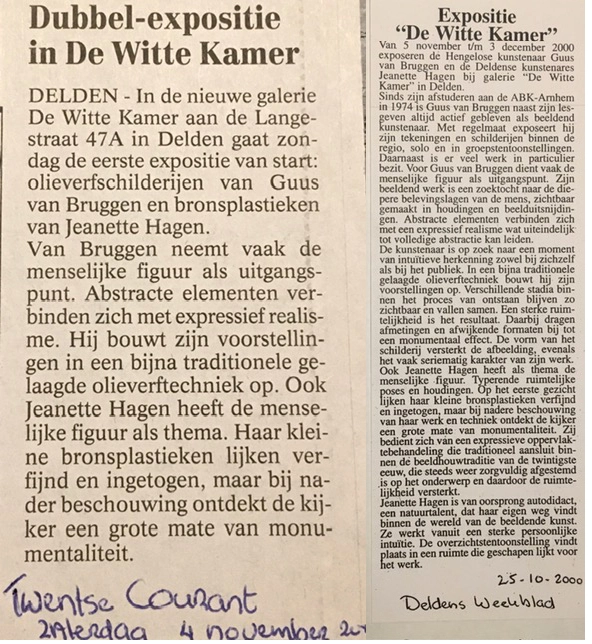 Dubbel-expositie
in De Witte Kamer
DELDEN - In de nieuwe galerie
De Witte Kamer aan de Lange-
straat 47A in Delden gaat zon-
dag de eerste expositie van start:
olieverfschilderijen van Guus
van Bruggen en bronsplastieken
van Jeanette Hagen.
Van Bruggen neemt vaak de
menselijke figuur als uitgangs-
punt. Abstracte elementen ver-
binden zich met expressief realis-
me. Hij bouwt zijn voorstellin-
gen in een bijna traditionele ge-
laagde olieverftechniek op. Ook
Jeanette Hagen heeft de mense-
lijke figuur als thema. Haar klei-
ne bronsplastieken lijken ver-
fijnd en ingetogen, maar bij na-
der beschouwing ontdekt de kij-
ker een grote mate van monu-
mentaliteit.
Twentse Courant
zaterdag 4 november
Expositie
“De Witte Kamer”
Van 5 november t/m 3 december 2000
exposeren de Hengelose kunstenaar Guus
van Bruggen en de Deldense kunstenares
Jeanette Hagen bij galerie “De Witte
Kamer” in Delden.
Sinds zijn afstuderen aan de ABK-Arnhem
in 1974 is Guus van Bruggen naast zijn les-
geven altijd actief gebleven als beeldend
kunstenaar. Met regelmaat exposeert hij
zijn tekeningen en schilderijen binnen de
regio, solo en in groepstentoonstellingen.
Daarnaast is er veel werk in particulier
bezit. Voor Guus van Bruggen dient vaak de
menselijke figuur als uitgangspunt. Zijn
beeldend werk is een zoektocht naar de die-
pere belevingslagen van de mens, zichtbaar
gemaakt in houdingen en beelduitsnijdin-
gen. Abstracte elementen verbinden zich
met een expressief realisme wat uiteindelijk
tot volledige abstractie kan leiden.
De kunstenaar is op zoek naar een moment
van intuïtieve herkenning zowel bij zichzelf
als bij het publiek. In een bijna traditionele
gelaagde olieverftechniek bouwt hij zijn
voorstellingen op. Verschillende stadia bin-
nen het proces van ontstaan blijven zo
zichtbaar en vallen samen. Een sterke ruim-
telijkheid is het resultaat. Daarbij dragen
afmetingen en afwijkende formaten bij tot
een monumentaal effect. De vorm van het
schilderij versterkt de afbeelding, evenals
het vaak seriematig karakter van zijn werk.
Ook Jeanette Hagen heeft als thema de
menselijke figuur. Typerende ruimtelijke
poses en houdingen. Op het eerste gezicht
lijken haar kleine bronsplastieken verfijnd
en ingetogen, maar bij nadere beschouwing
van haar werk en techniek ontdekt de kijker
een grote mate van monumentaliteit. Zij
bedient zich van een expressieve oppervlak-
tebehandeling die traditioneel aansluit bin-
nen de beeldhouwtraditie van de twintigste
eeuw, die steeds weer zorgvuldig afgestemd
is op het onderwerp en daardoor de ruimte-
lijkheid versterkt.
Jeanette Hagen is van oorsprong autodidact,
een natuurtalent, dat haar eigen weg vindt
binnen de wereld van de beeldende kunst.
Ze werkt vanuit een sterke persoonlijke
intuïtie. De overzichtstentoonstelling vindt
plaats in een ruimte die geschapen lijkt voor
het werk.
25-10-2000
Deldens Weekblad